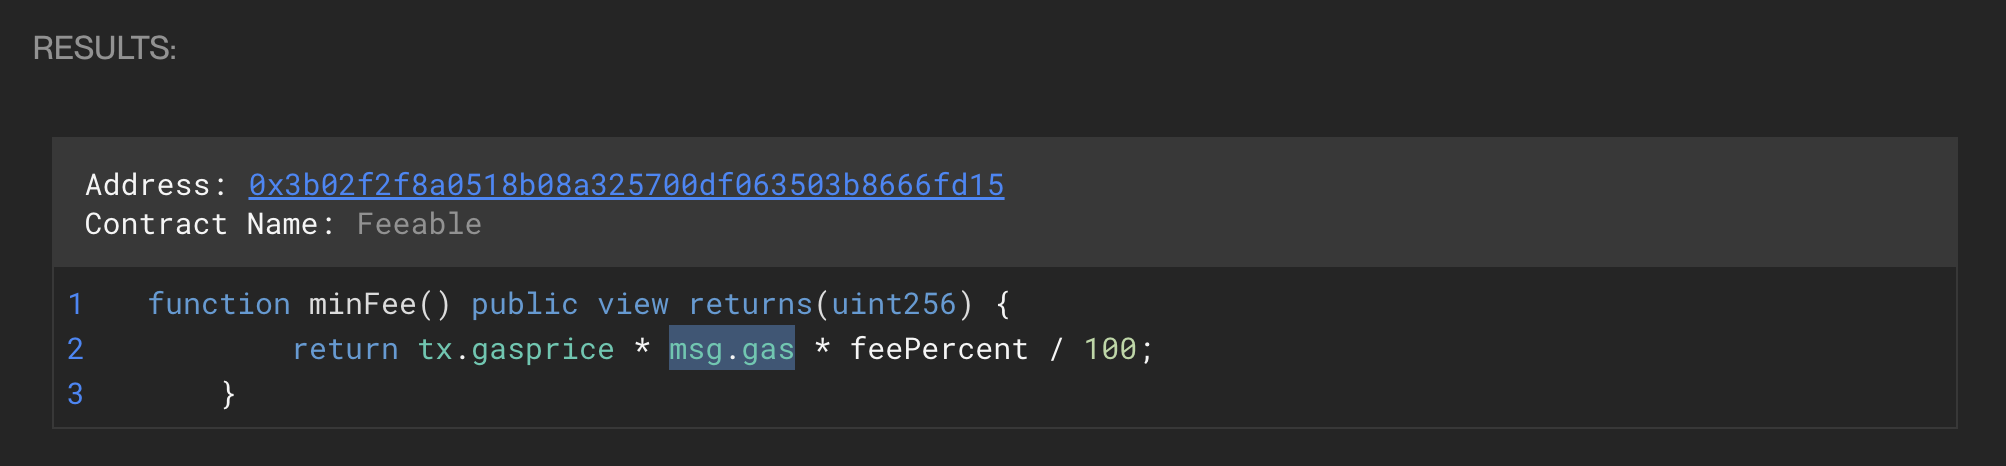 RESULTS:
Address: 0x3b02f2f8a0518b08a325700df063503b8666fd15
Contract Name: Feeable
1 function minFee() public view returns(uint256) {
2 return tx.gasprice * msg.gas * feePercent / 100;
3 }